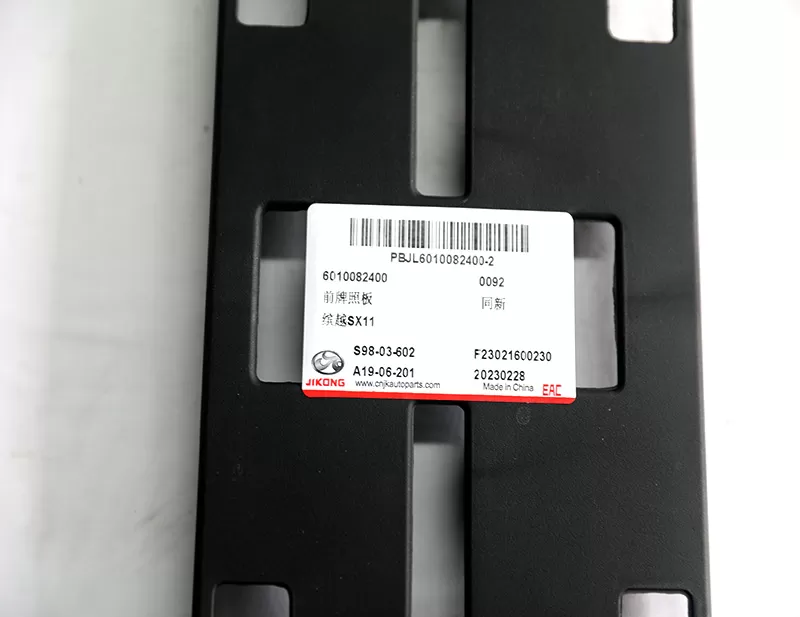 PBJL6010082400-2
6010082400 0092
前牌照板 同新
缤越SX11
S98-03-602 F23021600230
A19-06-201 20230228
JIKONG www.cnjkautoparts.com Made in China EAC